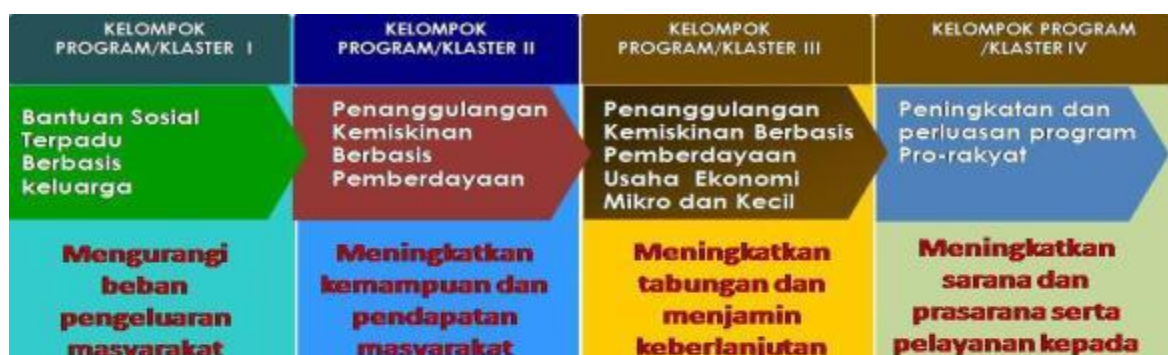 KELOMPOK
PROGRAM/KLASTER I
Bantuan Sosial
Terpadu
Berbasis
keluarga
Mengurangi
beban
pengeluaran
masyarakat
KELOMPOK
PROGRAM/KLASTER II
Penanggulangan
Kemiskinan
Berbasis
Pemberdayaan
Meningkatkan
kemampuan dan
pendapatan
masyarakat
KELOMPOK
PROGRAM/KLASTER III
Penanggulangan
Kemiskinan Berbasis
Pemberdayaan
Usaha Ekonomi
Mikro dan Kecil
Meningkatkan
tabungan dan
menjamin
keberlanjutan
KELOMPOK PROGRAM
/KLASTER IV
Peningkatan dan
perluasan program
Pro-rakyat
Meningkatkan
sarana dan
prasarana serta
pelayanan kepada